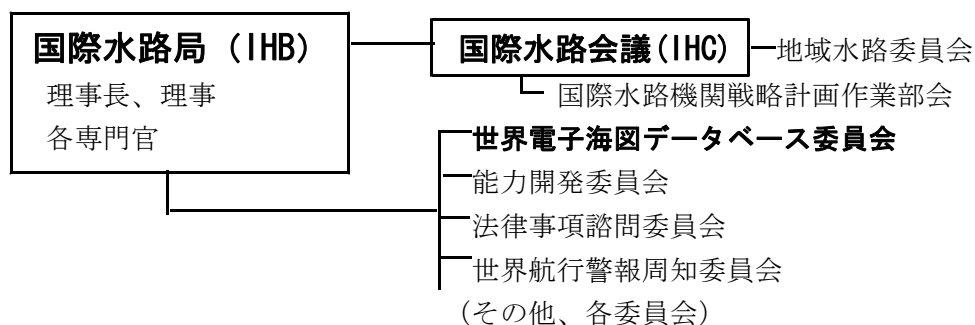 国際水路局（IHB）
理事長、理事
各専門官
国際水路会議(IHC)
地域水路委員会
国際水路機関戦略計画作業部会
世界電子海図データベース委員会
能力開発委員会
法律事項諮問委員会
世界航行警報周知委員会
（その他、各委員会）